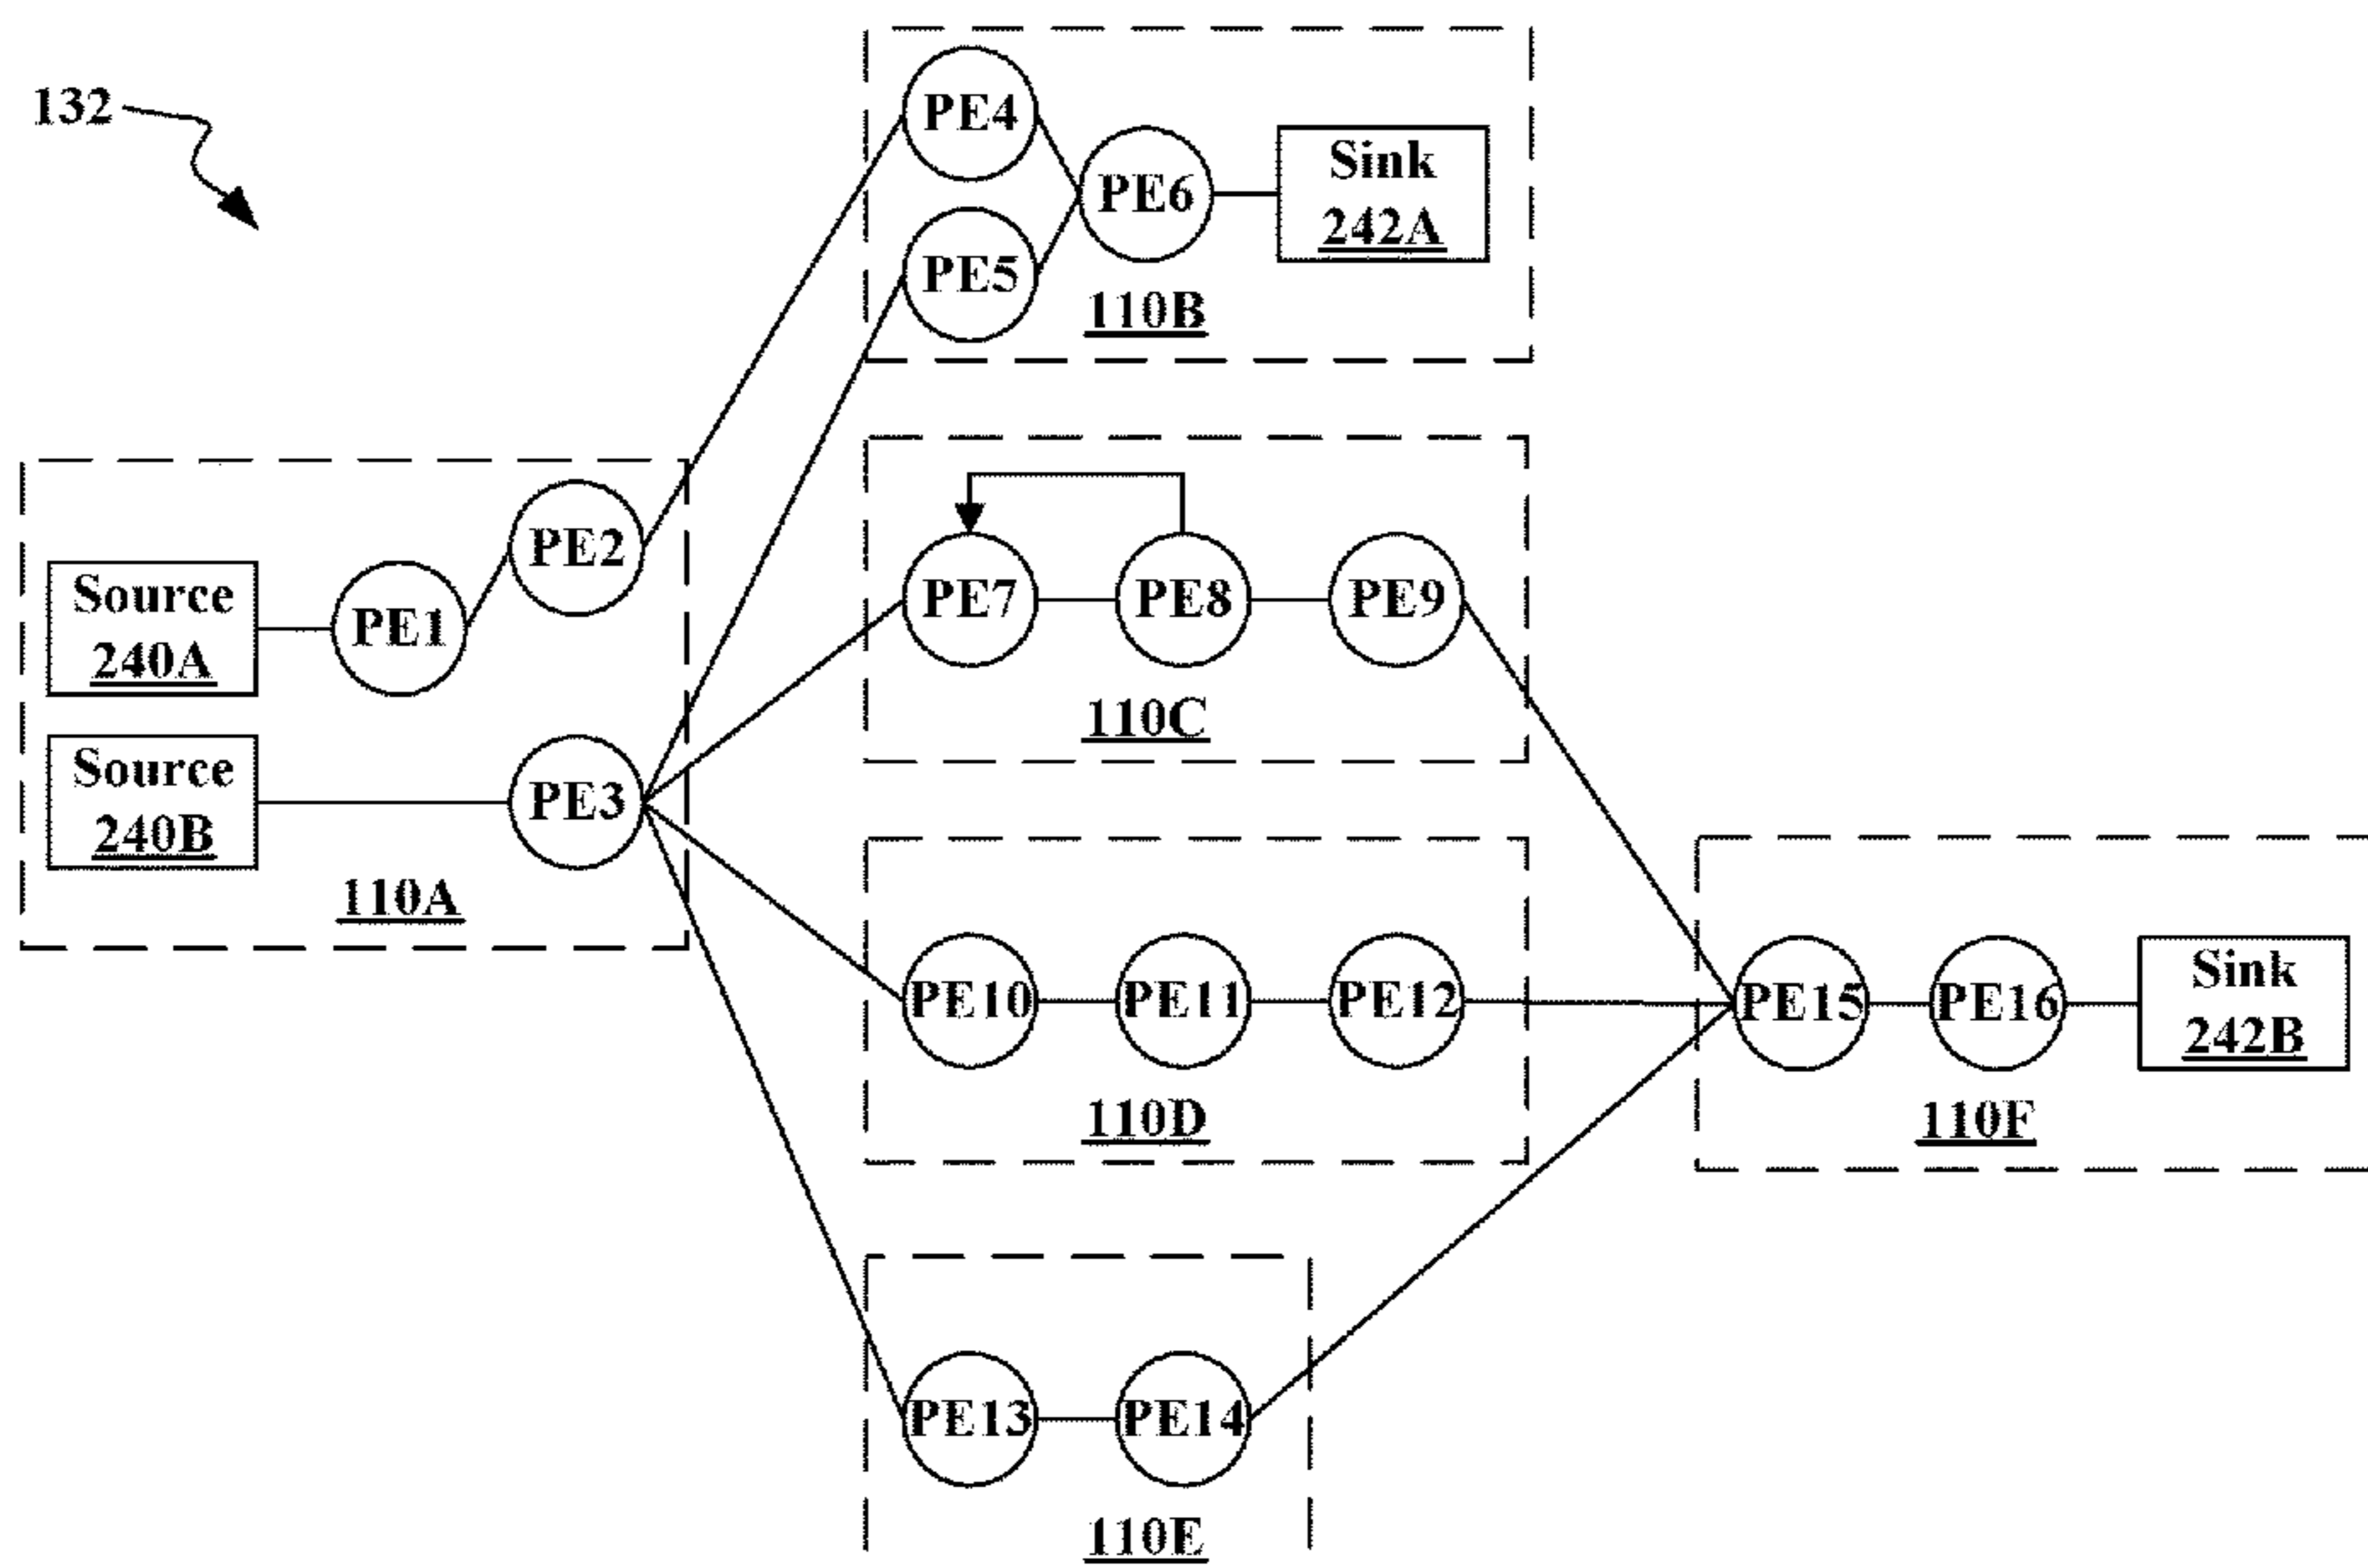 132
PE4
PE5
PE6
Sink
242A
110B
Source
240A
PE1
PE2
Source
240B
PE3
110A
PE7
PE8
PE9
110C
PE10
PE11
PE12
110D
PE13
PE14
110E
PE15
PE16
Sink
242B
110F